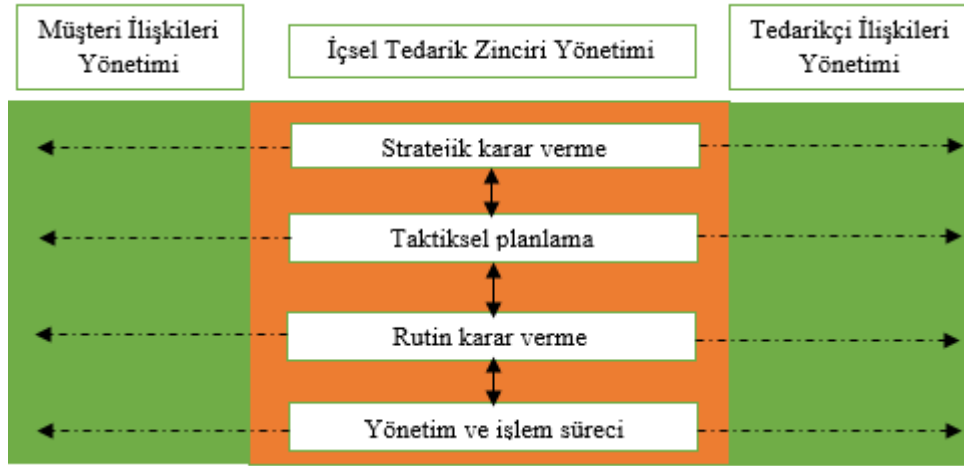 Müşteri İlişkileri
Yönetimi
İçsel Tedarik Zinciri Yönetimi
Tedarikçi İlişkileri
Yönetimi
Stratejik karar verme
Taktiksel planlama
Rutin karar verme
Yönetim ve işlem süreci